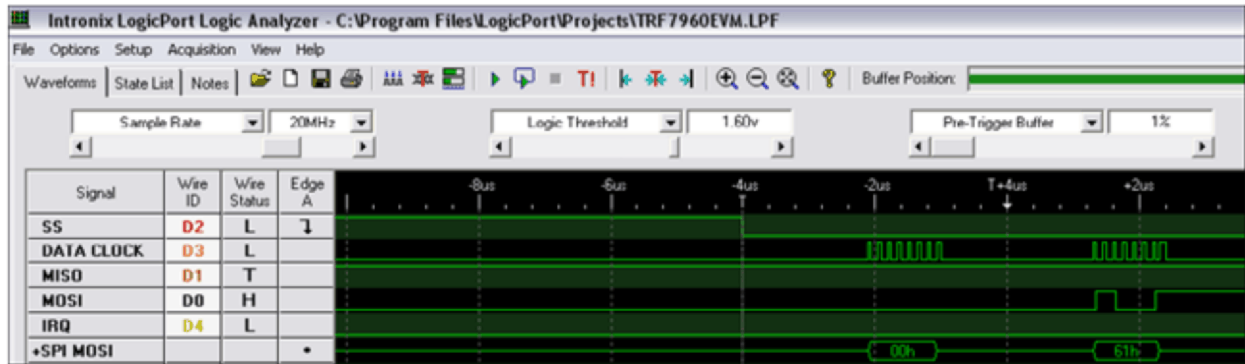 Intronix LogicPort Logic Analyzer - C:\Program Files\LogicPort\Projects\TRF7960EVM.LPF
File Options Setup Acquisition View Help
Waveforms State List Notes T! Buffer Position:
Sample Rate 20MHz Logic Threshold 1.60v Pre-Trigger Buffer 1%
Signal Wire ID Wire Status Edge A -8us -6us -4us -2us T+4us +2us
T
SS D2 L
DATA CLOCK D3 L
MISO D1 T
MOSI D0 H
IRQ D4 L
+SPI MOSI 00h 61h